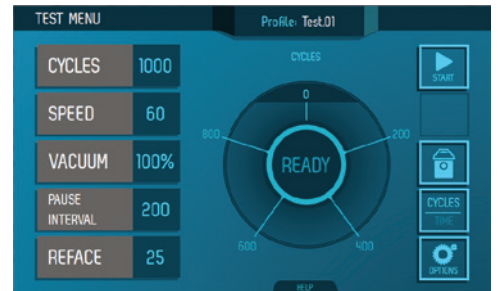 TEST MENU
Profile: Test.01
CYCLES 1000
SPEED 60
VACUUM 100%
PAUSE
INTERVAL 200
REFACE 25
CYCLES
0
200
400
600
800
READY
START
CYCLES
TIME
OPTIONS
HELP